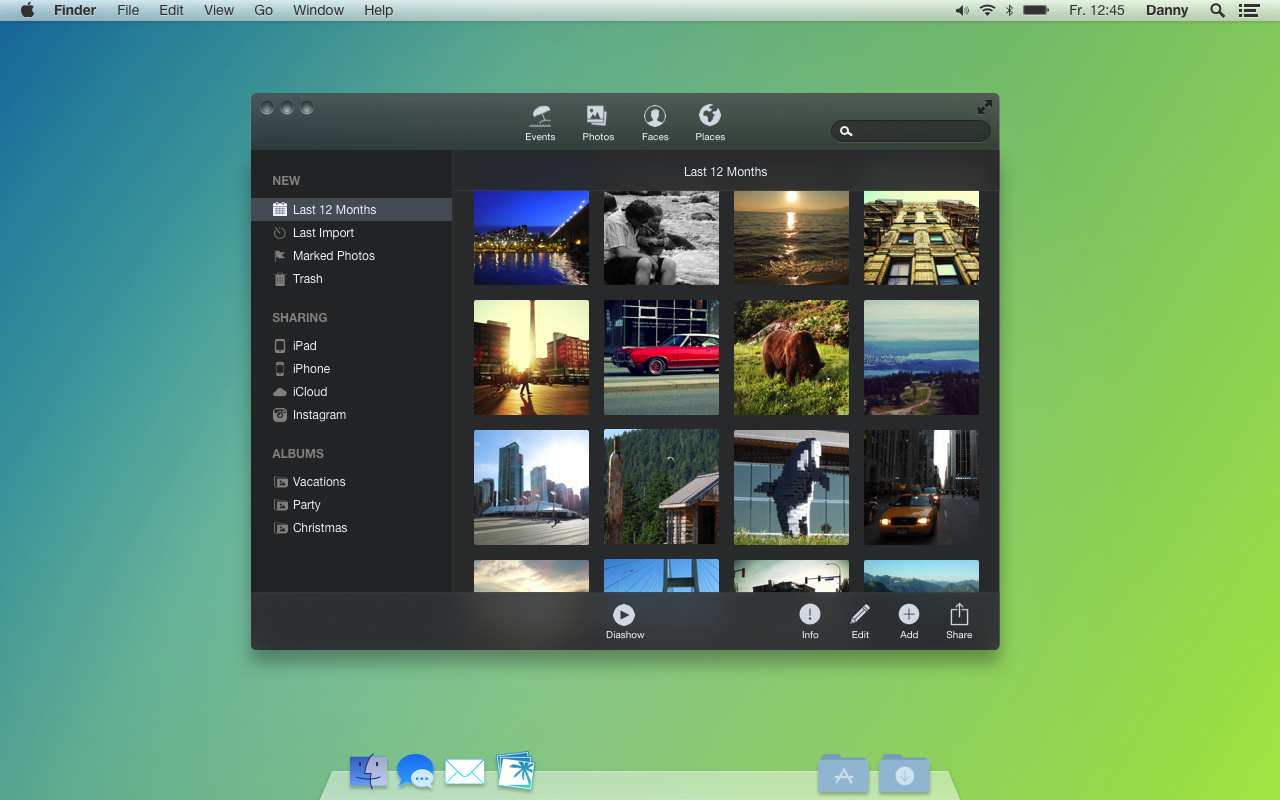 Finder File Edit View Go Window Help Fr. 12:45 Danny
Events Photos Faces Places
Last 12 Months
NEW
Last 12 Months
Last Import
Marked Photos
Trash
SHARING
iPad
iPhone
iCloud
Instagram
ALBUMS
Vacations
Party
Christmas
Diashow Info Edit Add Share